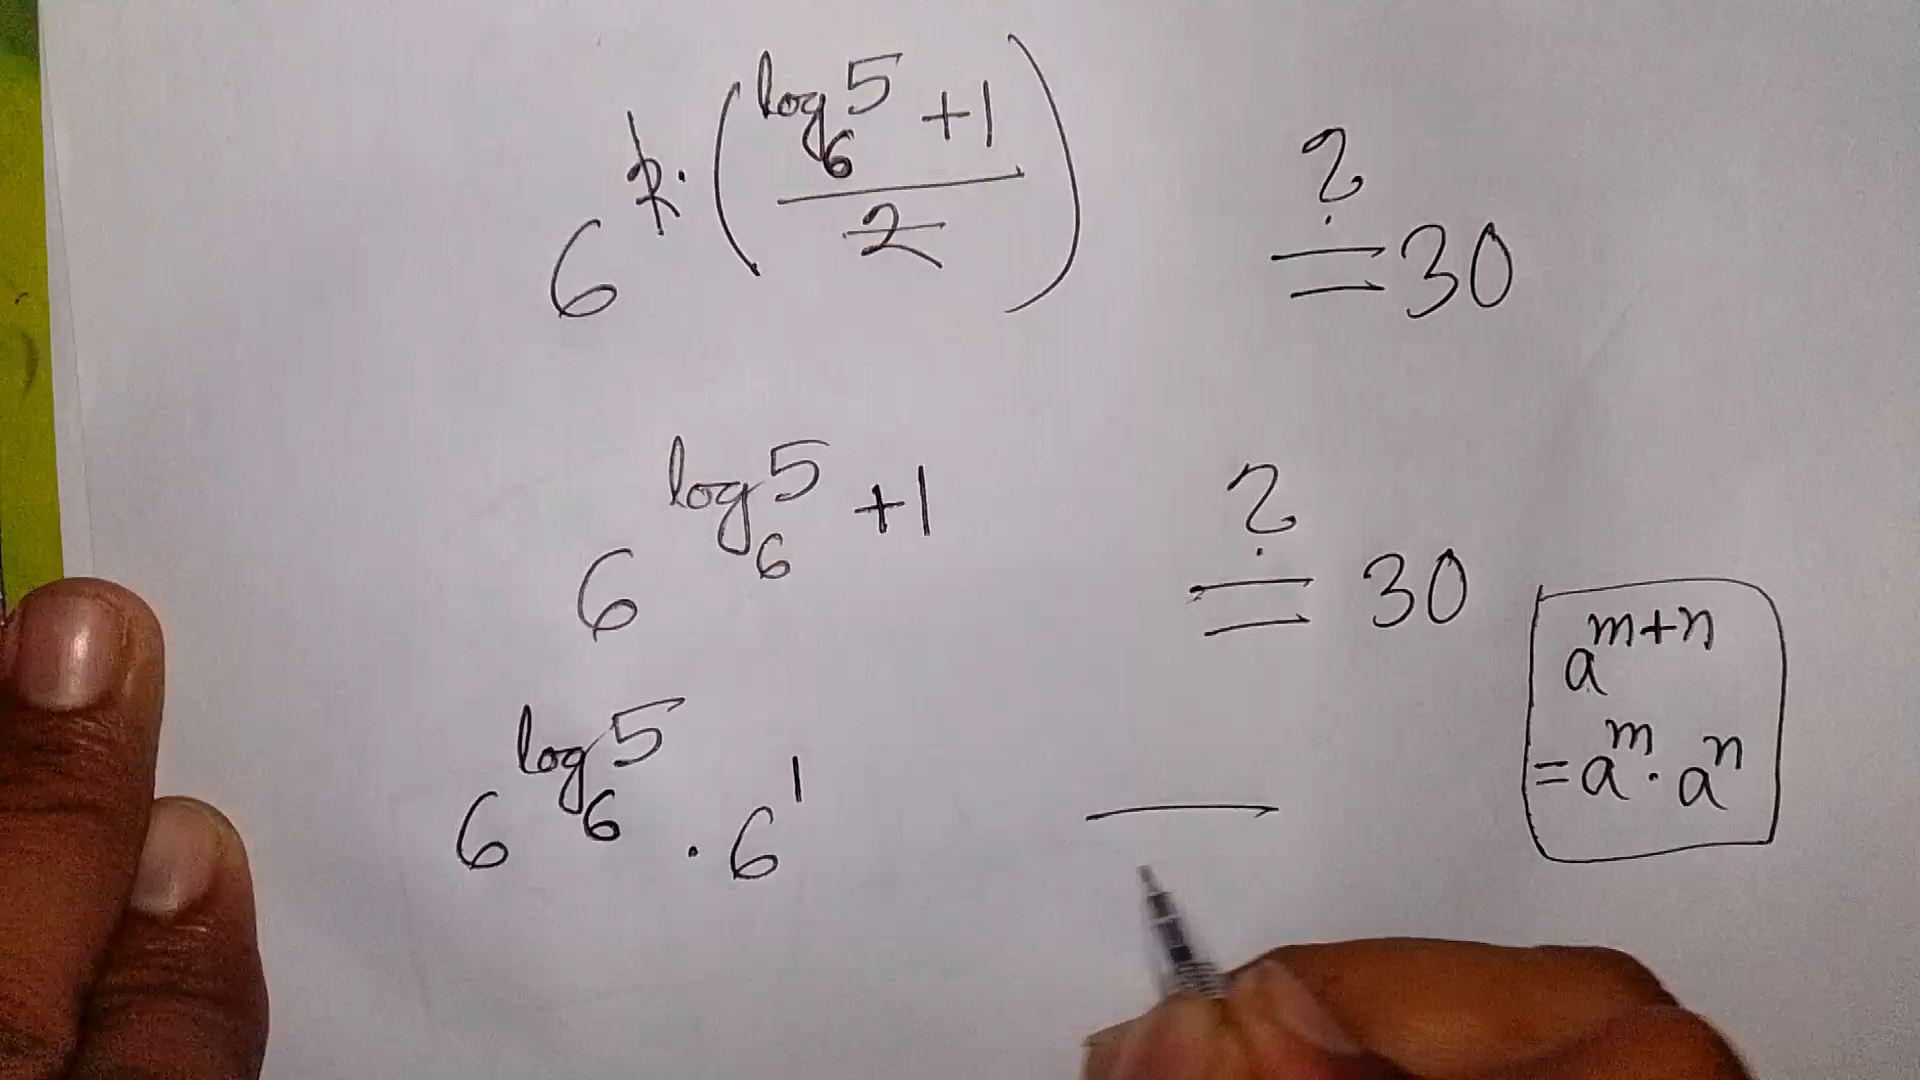 6^{2̸·((log_6 5 + 1)/2̸)} ≟ 30
6^{log_6 5 + 1} ≟ 30
6^{log_6 5} · 6^1
a^{m+n}
= a^m · a^n